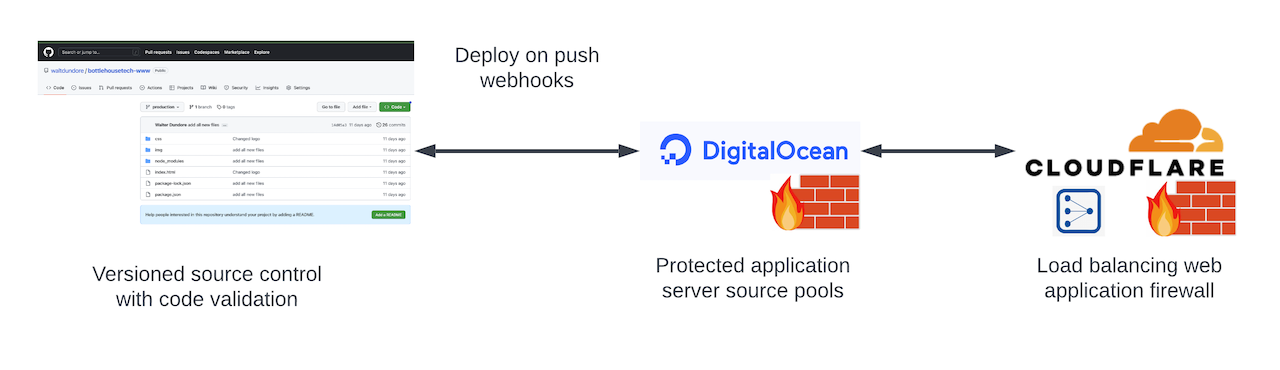 Deploy on push
webhooks
Search or jump to...
Pull requests Issues Codespaces Marketplace Explore
waltdundore / bottlehousetech-www Public
Code Issues Pull requests Actions Projects Wiki Security Insights Settings
production 1 branch 0 tags Go to file Add file Code
Walter Dundore add all new files 11 days ago 26 commits
css Changed logo 11 days ago
img add all new files 11 days ago
node_modules add all new files 11 days ago
index.html Changed logo 11 days ago
package-lock.json add all new files 11 days ago
package.json add all new files 11 days ago
Help people interested in this repository understand your project by adding a README. Add a README
DigitalOcean
CLOUDFLARE
Versioned source control
with code validation
Protected application
server source pools
Load balancing web
application firewall